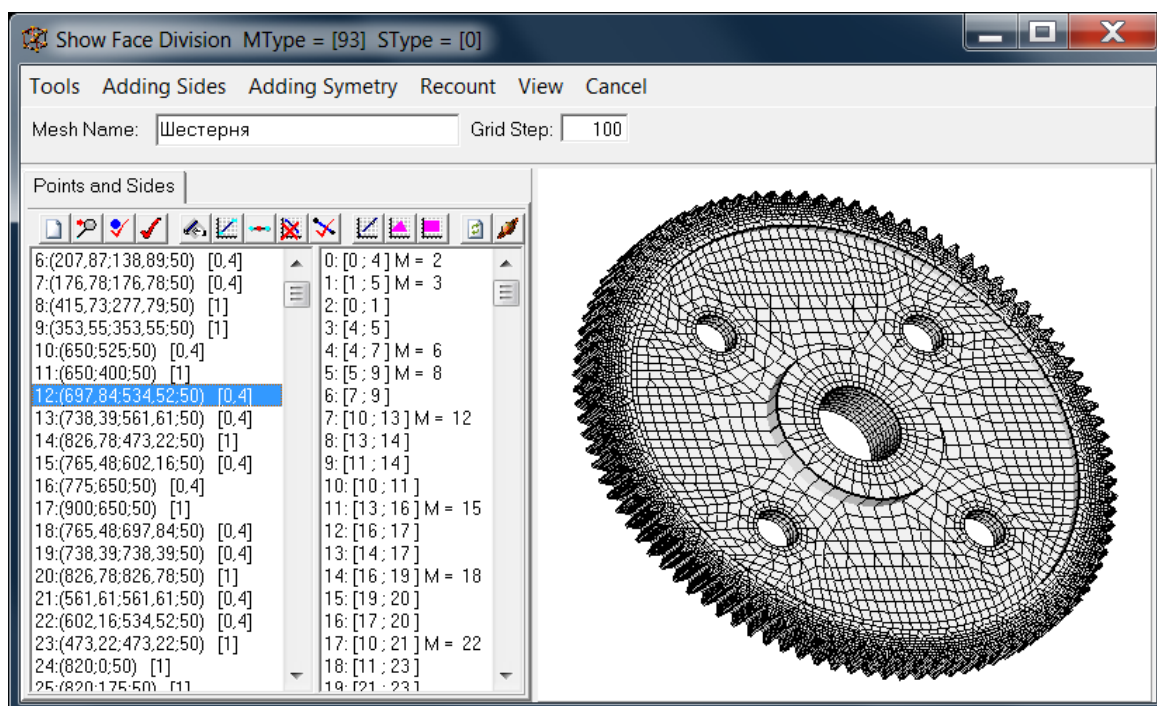 Show Face Division MType = [93] SType = [0]
Tools Adding Sides Adding Symetry Recount View Cancel
Mesh Name: Шестерня Grid Step: 100
Points and Sides
6:(207,87;138,89;50) [0,4]
7:(176,78;176,78;50) [0,4]
8:(415,73;277,79;50) [1]
9:(353,55;353,55;50) [1]
10:(650;525;50) [0,4]
11:(650;400;50) [1]
12:(697,84;534,52;50) [0,4]
13:(738,39;561,61;50) [0,4]
14:(826,78;473,22;50) [1]
15:(765,48;602,16;50) [0,4]
16:(775;650;50) [0,4]
17:(900;650;50) [1]
18:(765,48;697,84;50) [0,4]
19:(738,39;738,39;50) [0,4]
20:(826,78;826,78;50) [1]
21:(561,61;561,61;50) [0,4]
22:(602,16;534,52;50) [0,4]
23:(473,22;473,22;50) [1]
24:(820;0;50) [1]
25:(820;175;50) [1]
0: [0 ; 4 ] M = 2
1: [1 ; 5 ] M = 3
2: [0 ; 1 ]
3: [4 ; 5 ]
4: [4 ; 7 ] M = 6
5: [5 ; 9 ] M = 8
6: [7 ; 9 ]
7: [10 ; 13 ] M = 12
8: [13 ; 14 ]
9: [11 ; 14 ]
10: [10 ; 11 ]
11: [13 ; 16 ] M = 15
12: [16 ; 17 ]
13: [14 ; 17 ]
14: [16 ; 19 ] M = 18
15: [19 ; 20 ]
16: [17 ; 20 ]
17: [10 ; 21 ] M = 22
18: [11 ; 23 ]
19: [21 ; 23 ]